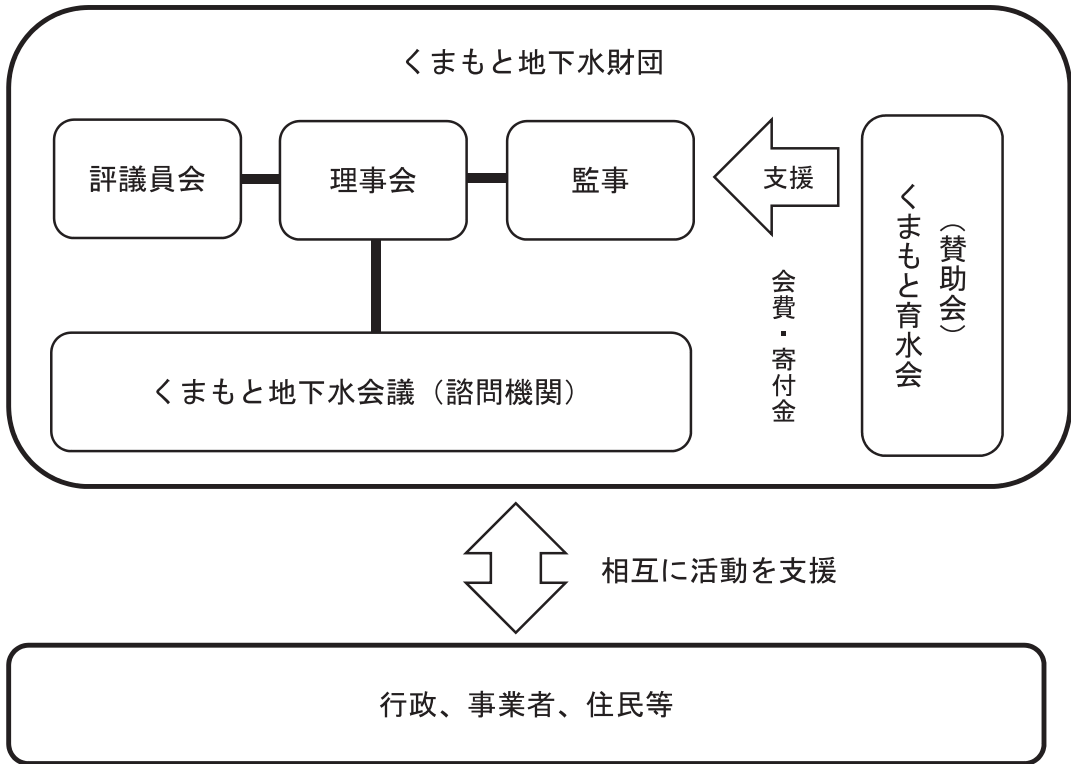 くまもと地下水財団
評議員会
理事会
監事
支援
会費・寄付金
（賛助会）
くまもと育水会
くまもと地下水会議（諮問機関）
相互に活動を支援
行政、事業者、住民等